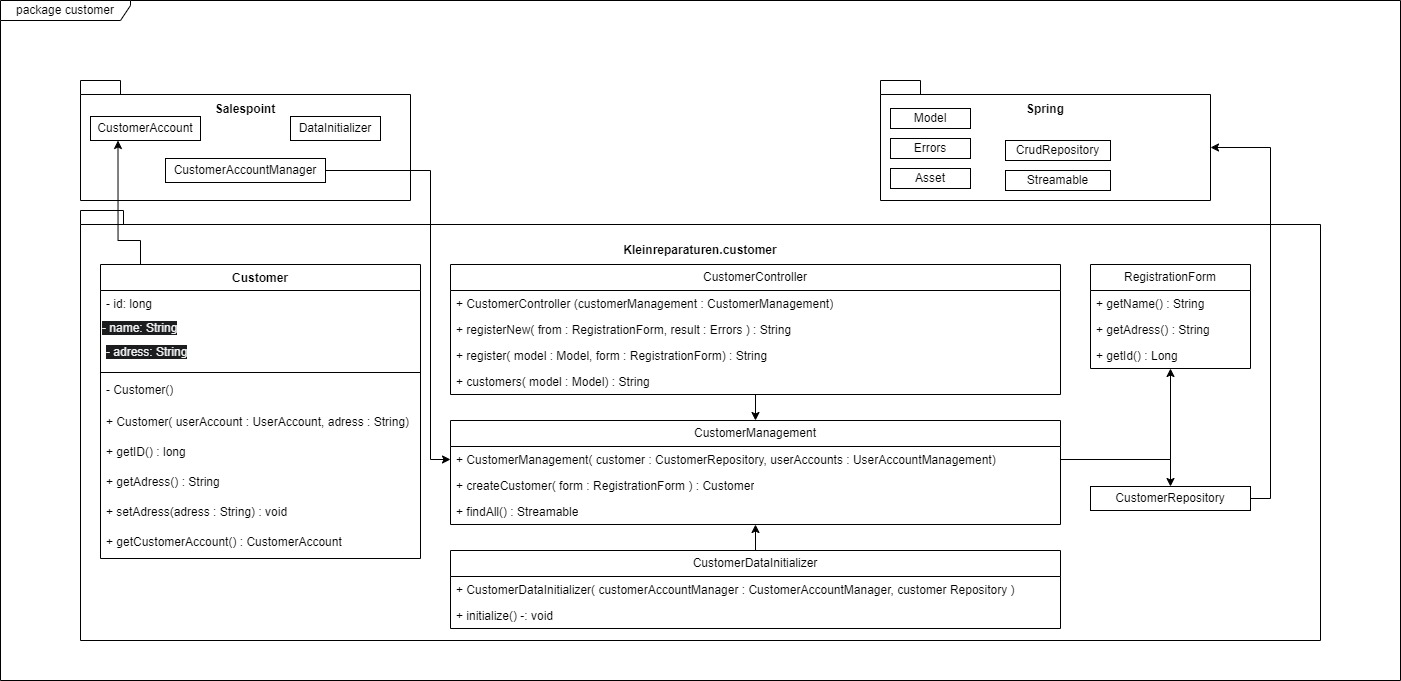 package customer
Salespoint
CustomerAccount
DataInitializer
CustomerAccountManager
Spring
Model
Errors
Asset
CrudRepository
Streamable
Kleinreparaturen.customer
Customer
- id: long
- name: String
- adress: String
- Customer()
+ Customer( userAccount : UserAccount, adress : String)
+ getID() : long
+ getAdress() : String
+ setAdress(adress : String) : void
+ getCustomerAccount() : CustomerAccount
CustomerController
+ CustomerController (customerManagement : CustomerManagement)
+ registerNew( from : RegistrationForm, result : Errors ) : String
+ register( model : Model, form : RegistrationForm) : String
+ customers( model : Model) : String
CustomerManagement
+ CustomerManagement( customer : CustomerRepository, userAccounts : UserAccountManagement)
+ createCustomer( form : RegistrationForm ) : Customer
+ findAll() : Streamable
CustomerDataInitializer
+ CustomerDataInitializer( customerAccountManager : CustomerAccountManager, customer Repository )
+ initialize() -: void
RegistrationForm
+ getName() : String
+ getAdress() : String
+ getId() : Long
CustomerRepository